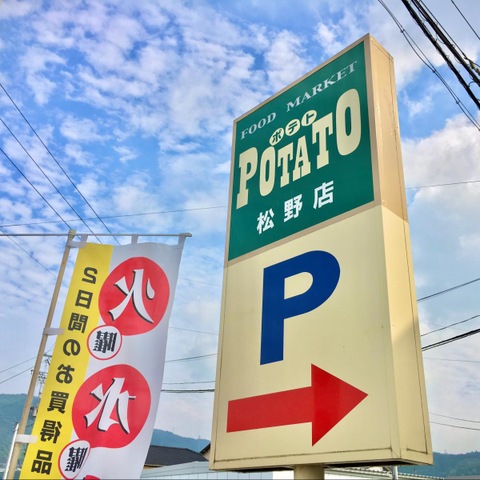 FOOD MARKET
ポテト
POTATO
松野店
P
2日間のお買得品
火
曜
水
曜